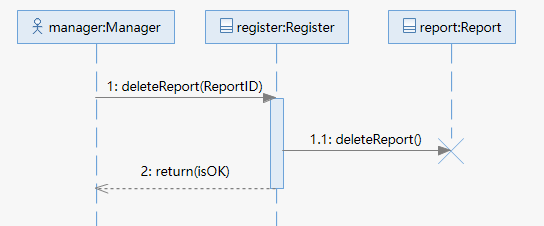 manager:Manager
register:Register
report:Report
1: deleteReport(ReportID)
1.1: deleteReport()
2: return(isOK)